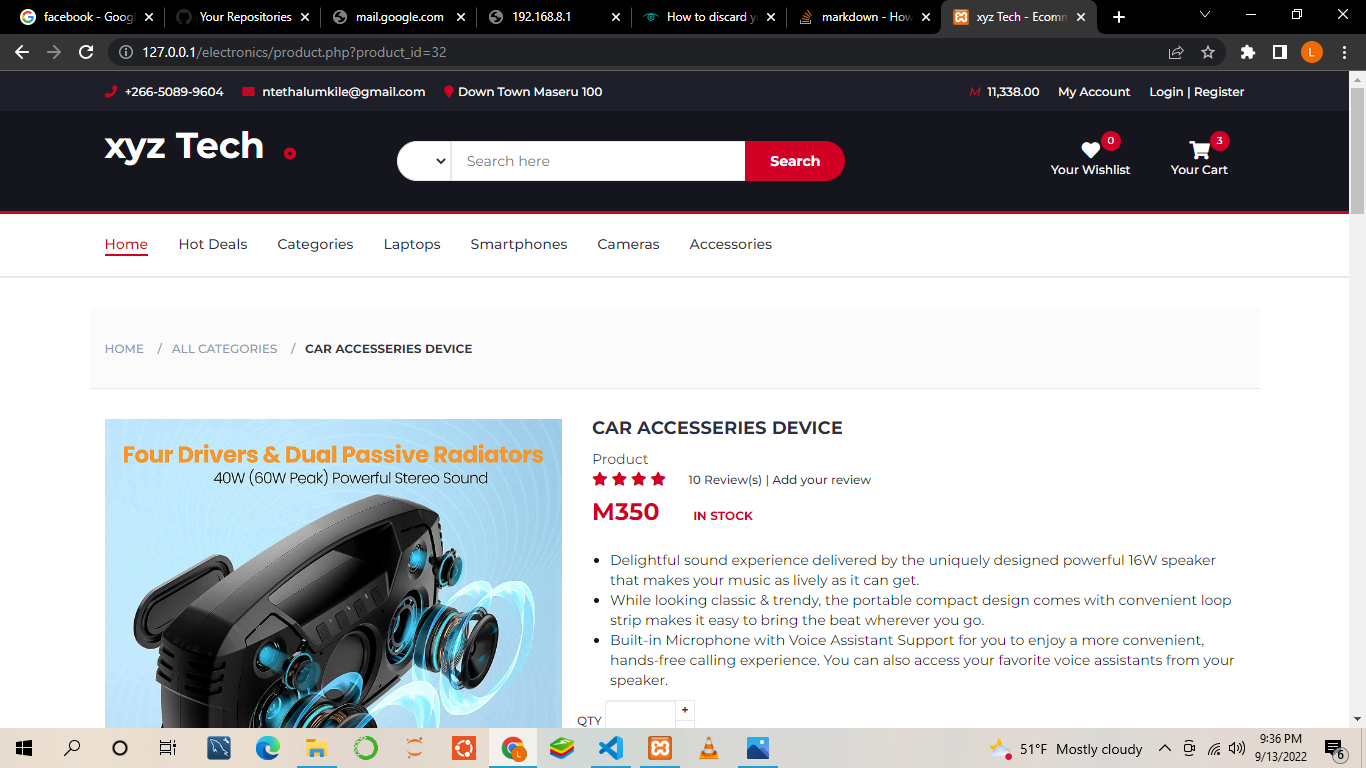 facebook - Goog
Your Repositories
mail.google.com
192.168.8.1
How to discard y
markdown - How
xyz Tech - Ecomm
127.0.0.1/electronics/product.php?product_id=32
L
+266-5089-9604
ntethalumkile@gmail.com
Down Town Maseru 100
M 11,338.00
My Account
Login | Register
xyz Tech
Search here
Search
0
Your Wishlist
3
Your Cart
Home
Hot Deals
Categories
Laptops
Smartphones
Cameras
Accessories
HOME / ALL CATEGORIES / CAR ACCESSERIES DEVICE
Four Drivers & Dual Passive Radiators
40W (60W Peak) Powerful Stereo Sound
CAR ACCESSERIES DEVICE
Product
10 Review(s) | Add your review
M350
IN STOCK
Delightful sound experience delivered by the uniquely designed powerful 16W speaker
that makes your music as lively as it can get.
While looking classic & trendy, the portable compact design comes with convenient loop
strip makes it easy to bring the beat wherever you go.
Built-in Microphone with Voice Assistant Support for you to enjoy a more convenient,
hands-free calling experience. You can also access your favorite voice assistants from your
speaker.
QTY
+
51°F Mostly cloudy
9:36 PM
9/13/2022
6